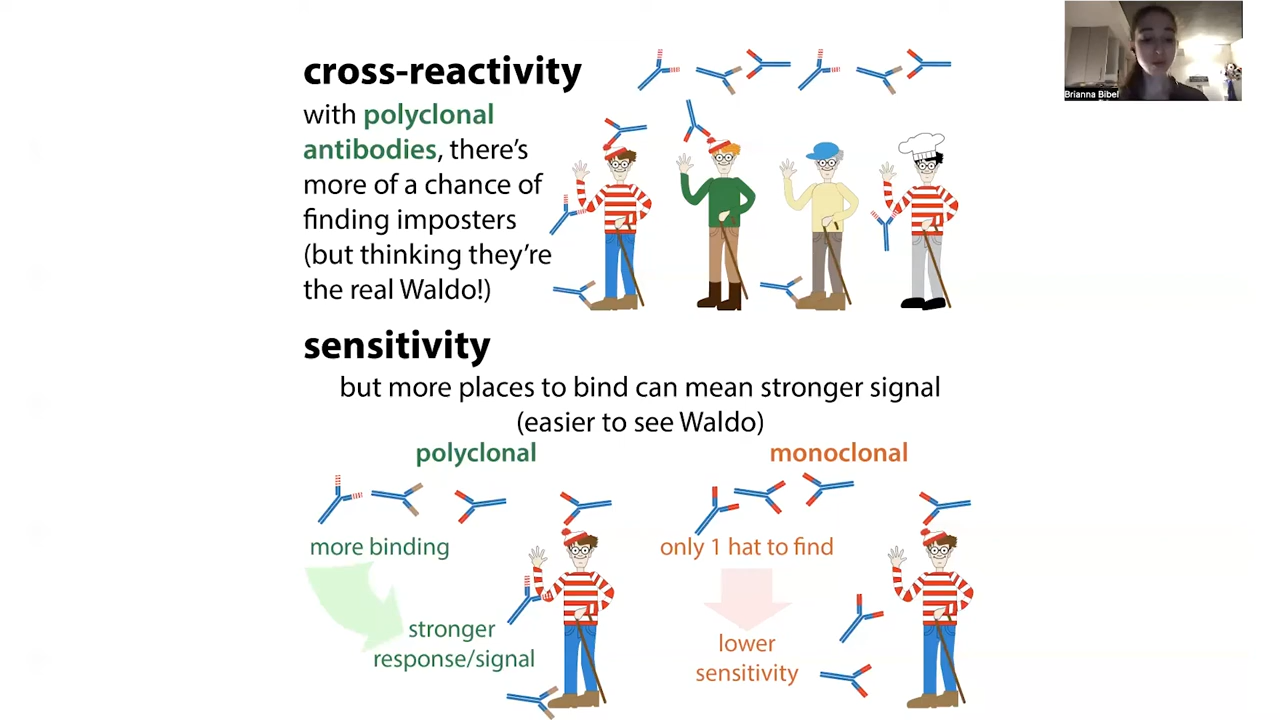 cross-reactivity
with polyclonal
antibodies, there's
more of a chance of
finding imposters
(but thinking they're
the real Waldo!)
sensitivity
but more places to bind can mean stronger signal
(easier to see Waldo)
polyclonal
more binding
stronger
response/signal
monoclonal
only 1 hat to find
lower
sensitivity
Brianna Bibel